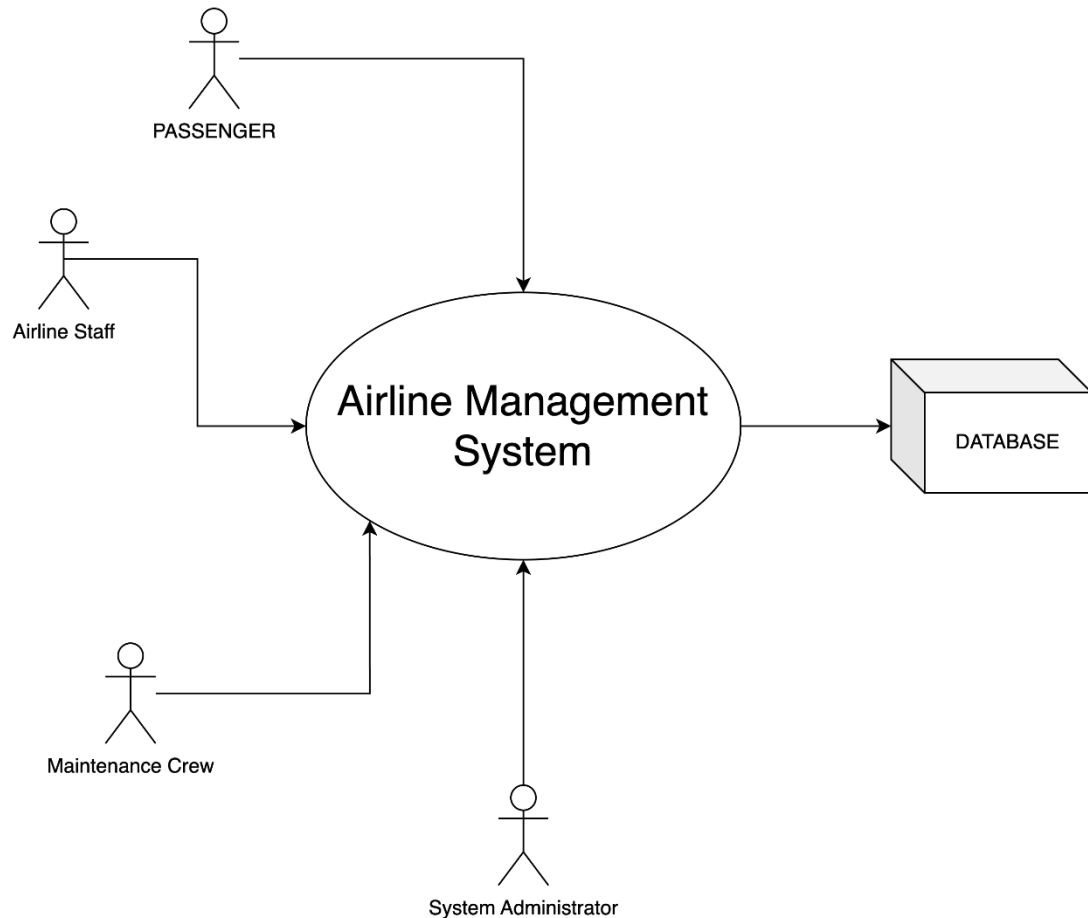 PASSENGER
Airline Staff
Airline Management
System
DATABASE
Maintenance Crew
System Administrator